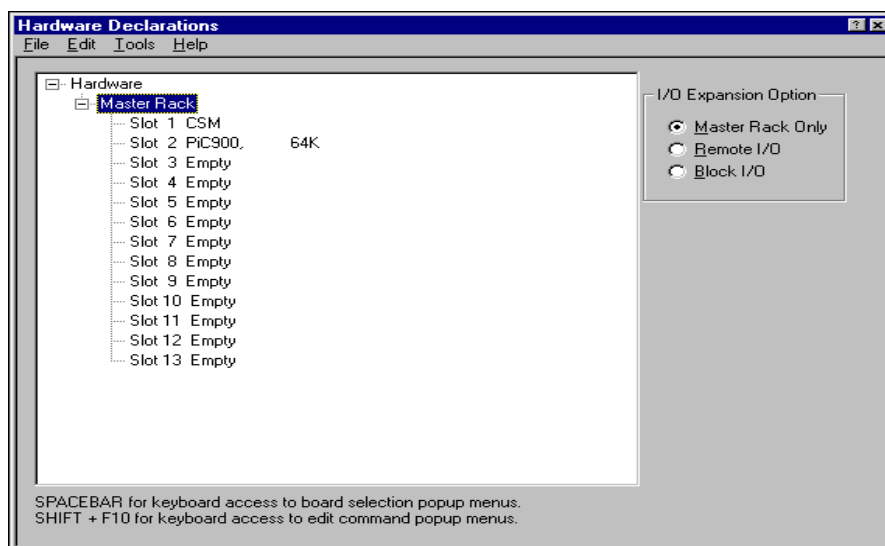 Hardware Declarations
File Edit Tools Help
Hardware
Master Rack
Slot 1 CSM
Slot 2 PiC900, 64K
Slot 3 Empty
Slot 4 Empty
Slot 5 Empty
Slot 6 Empty
Slot 7 Empty
Slot 8 Empty
Slot 9 Empty
Slot 10 Empty
Slot 11 Empty
Slot 12 Empty
Slot 13 Empty
I/O Expansion Option
Master Rack Only
Remote I/O
Block I/O
SPACEBAR for keyboard access to board selection popup menus.
SHIFT + F10 for keyboard access to edit command popup menus.